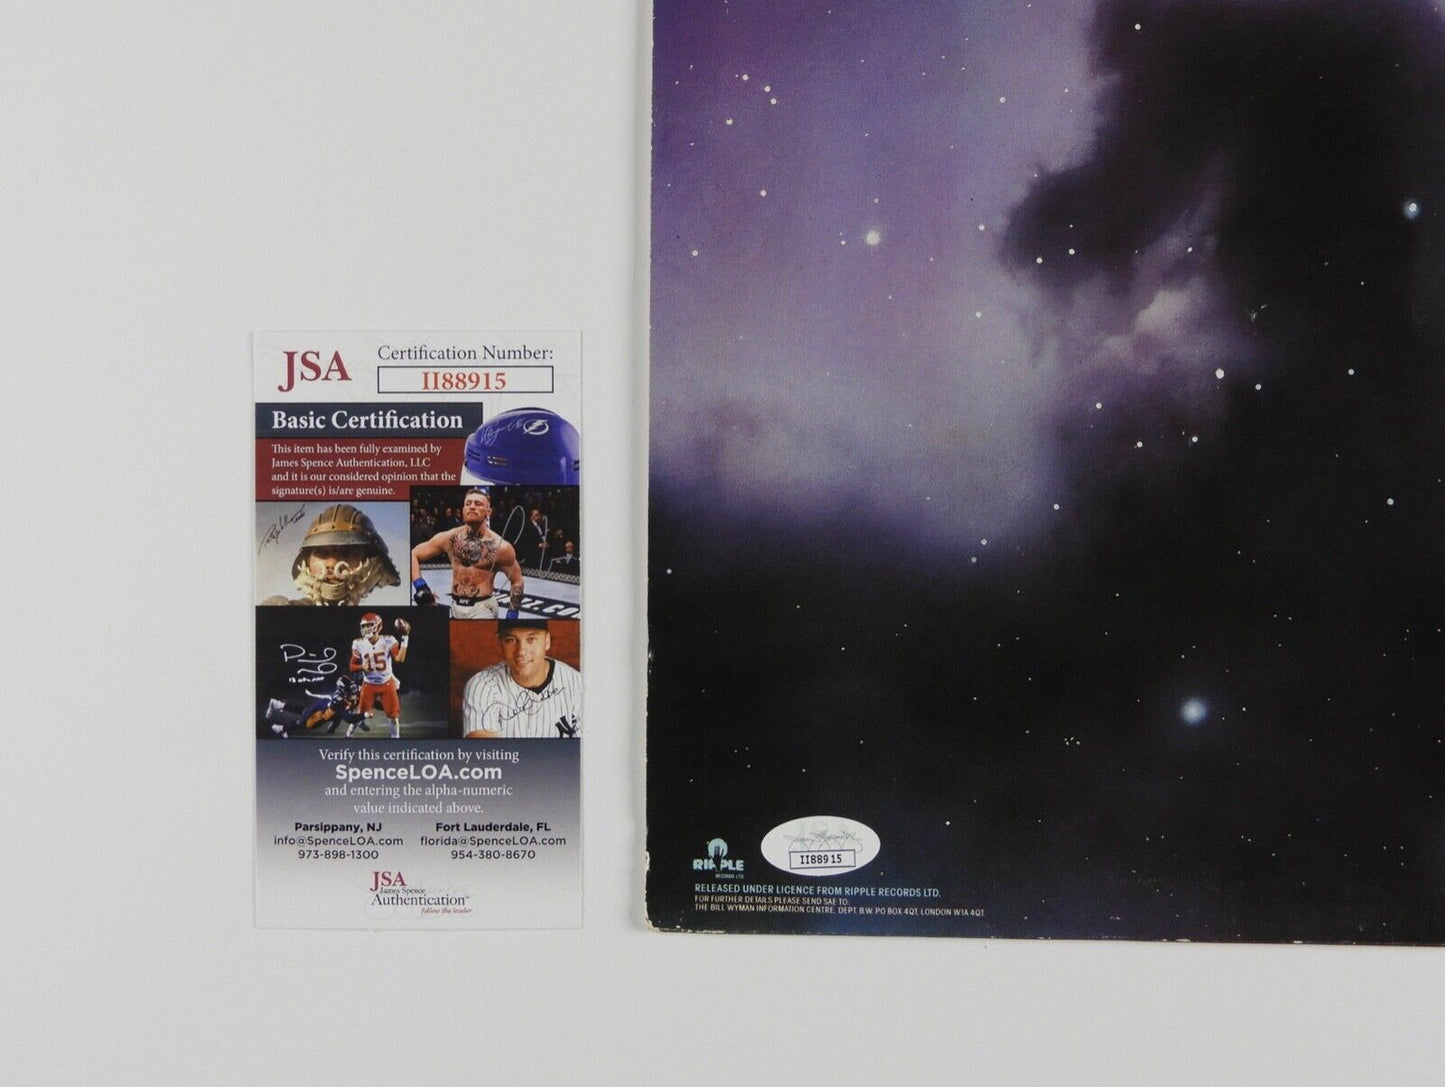 JSA
Certification Number:
II88915
Basic Certification
This item has been fully examined by
James Spence Authentication, LLC
and it is our considered opinion that the
signature(s) is/are genuine.
UFC
15
Verify this certification by visiting
SpenceLOA.com
and entering the alpha-numeric
value indicated above.
Parsippany, NJ
info@SpenceLOA.com
973-898-1300
Fort Lauderdale, FL
florida@SpenceLOA.com
954-380-8670
JSA
James Spence
Authentication
follow the leader
RIPPLE
RECORDS LTD
II88915
RELEASED UNDER LICENCE FROM RIPPLE RECORDS LTD.
FOR FURTHER DETAILS PLEASE SEND SAE TO:
THE BILL WYMAN INFORMATION CENTRE, DEPT. B.W. PO BOX 4QT, LONDON W1A 4QT